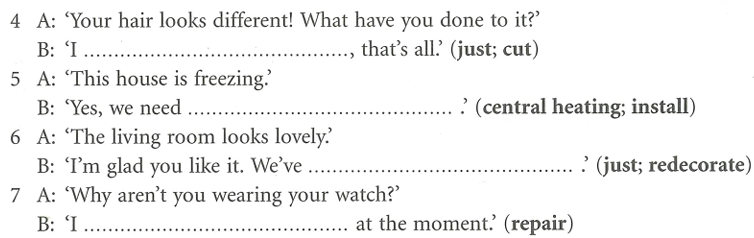 4 A: ‘Your hair looks different! What have you done to it?’
B: ‘I ........................................, that’s all.’ (just; cut)
5 A: ‘This house is freezing.’
B: ‘Yes, we need ........................................ .’ (central heating; install)
6 A: ‘The living room looks lovely.’
B: ‘I’m glad you like it. We’ve ........................................ .’ (just; redecorate)
7 A: ‘Why aren’t you wearing your watch?’
B: ‘I ........................................ at the moment.’ (repair)